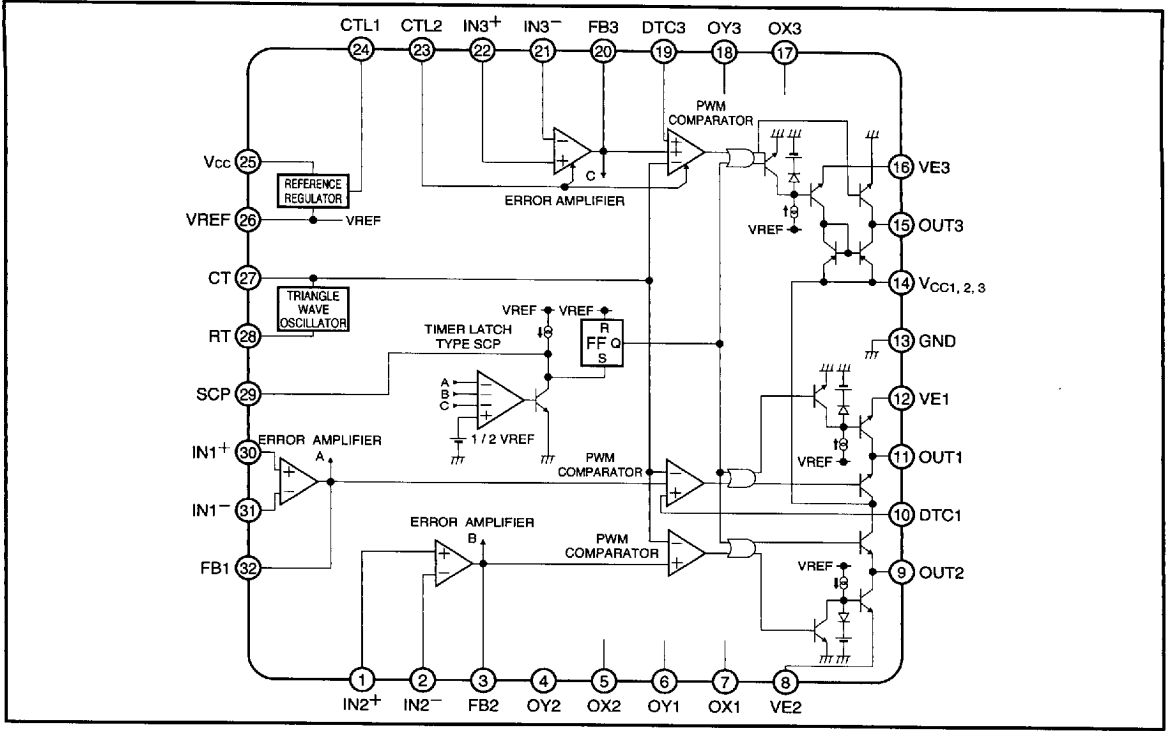 CTL1 CTL2 IN3+ IN3− FB3 DTC3 OY3 OX3
24 23 22 21 20 19 18 17
PWM
COMPARATOR
VCC 25
REFERENCE
REGULATOR
VREF 26
VREF
C
ERROR AMPLIFIER
VREF
16 VE3
15 OUT3
14 VCC1, 2, 3
CT 27
TRIANGLE
WAVE
OSCILLATOR
RT 28
VREF
VREF
TIMER LATCH
TYPE SCP
R
FF Q
S
13 GND
SCP 29
A
B
C
1 / 2 VREF
12 VE1
IN1+ 30
ERROR AMPLIFIER
A
PWM
COMPARATOR
VREF
11 OUT1
IN1− 31
10 DTC1
ERROR AMPLIFIER
B
PWM
COMPARATOR
FB1 32
VREF
9 OUT2
1 2 3 4 5 6 7 8
IN2+ IN2− FB2 OY2 OX2 OY1 OX1 VE2